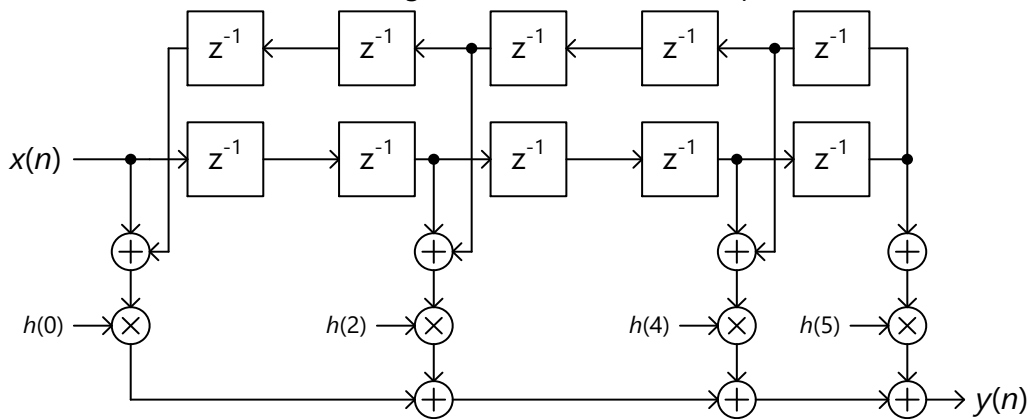 z⁻¹ z⁻¹ z⁻¹ z⁻¹ z⁻¹
x(n) z⁻¹ z⁻¹ z⁻¹ z⁻¹ z⁻¹
h(0) h(2) h(4) h(5)
y(n)